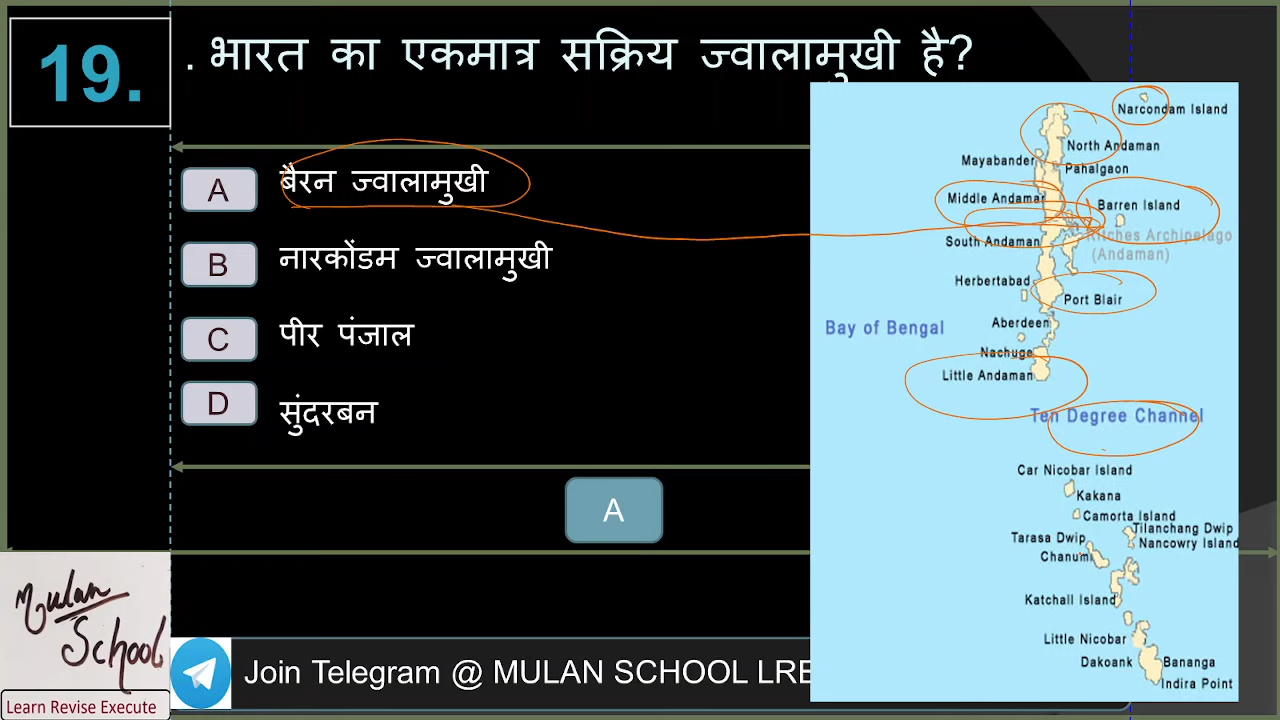 19.
. भारत का एकमात्र सक्रिय ज्वालामुखी है?
A बैरन ज्वालामुखी
B नारकोंडम ज्वालामुखी
C पीर पंजाल
D सुंदरबन
A
Narcondam Island
North Andaman
Mayabander
Pahalgaon
Middle Andaman
Barren Island
South Andaman
Ritches Archipelago
(Andaman)
Herbertabad
Port Blair
Bay of Bengal
Aberdeen
Nachuge
Little Andaman
Ten Degree Channel
Car Nicobar Island
Kakana
Camorta Island
Tilanchang Dwip
Tarasa Dwip
Nancowry Island
Chanumi
Katchall Island
Little Nicobar
Dakoank
Bananga
Indira Point
Mulan
School
Learn Revise Execute
Join Telegram @ MULAN SCHOOL LRE